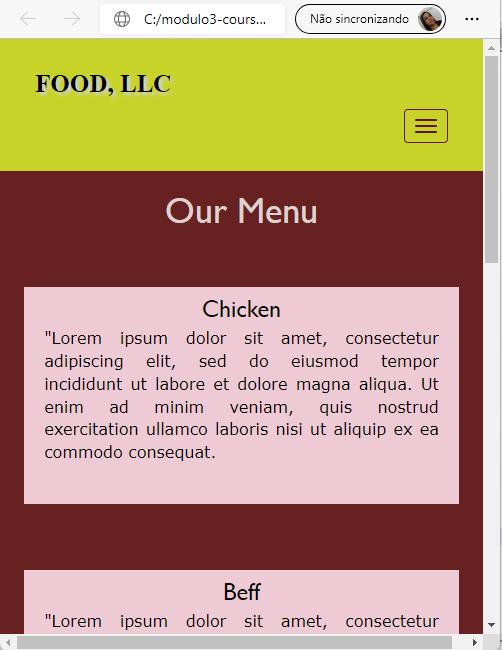 C:/modulo3-cours...
Não sincronizando
FOOD, LLC
Our Menu
Chicken
"Lorem ipsum dolor sit amet, consectetur
adipiscing elit, sed do eiusmod tempor
incididunt ut labore et dolore magna aliqua. Ut
enim ad minim veniam, quis nostrud
exercitation ullamco laboris nisi ut aliquip ex ea
commodo consequat.
Beff
"Lorem ipsum dolor sit amet, consectetur